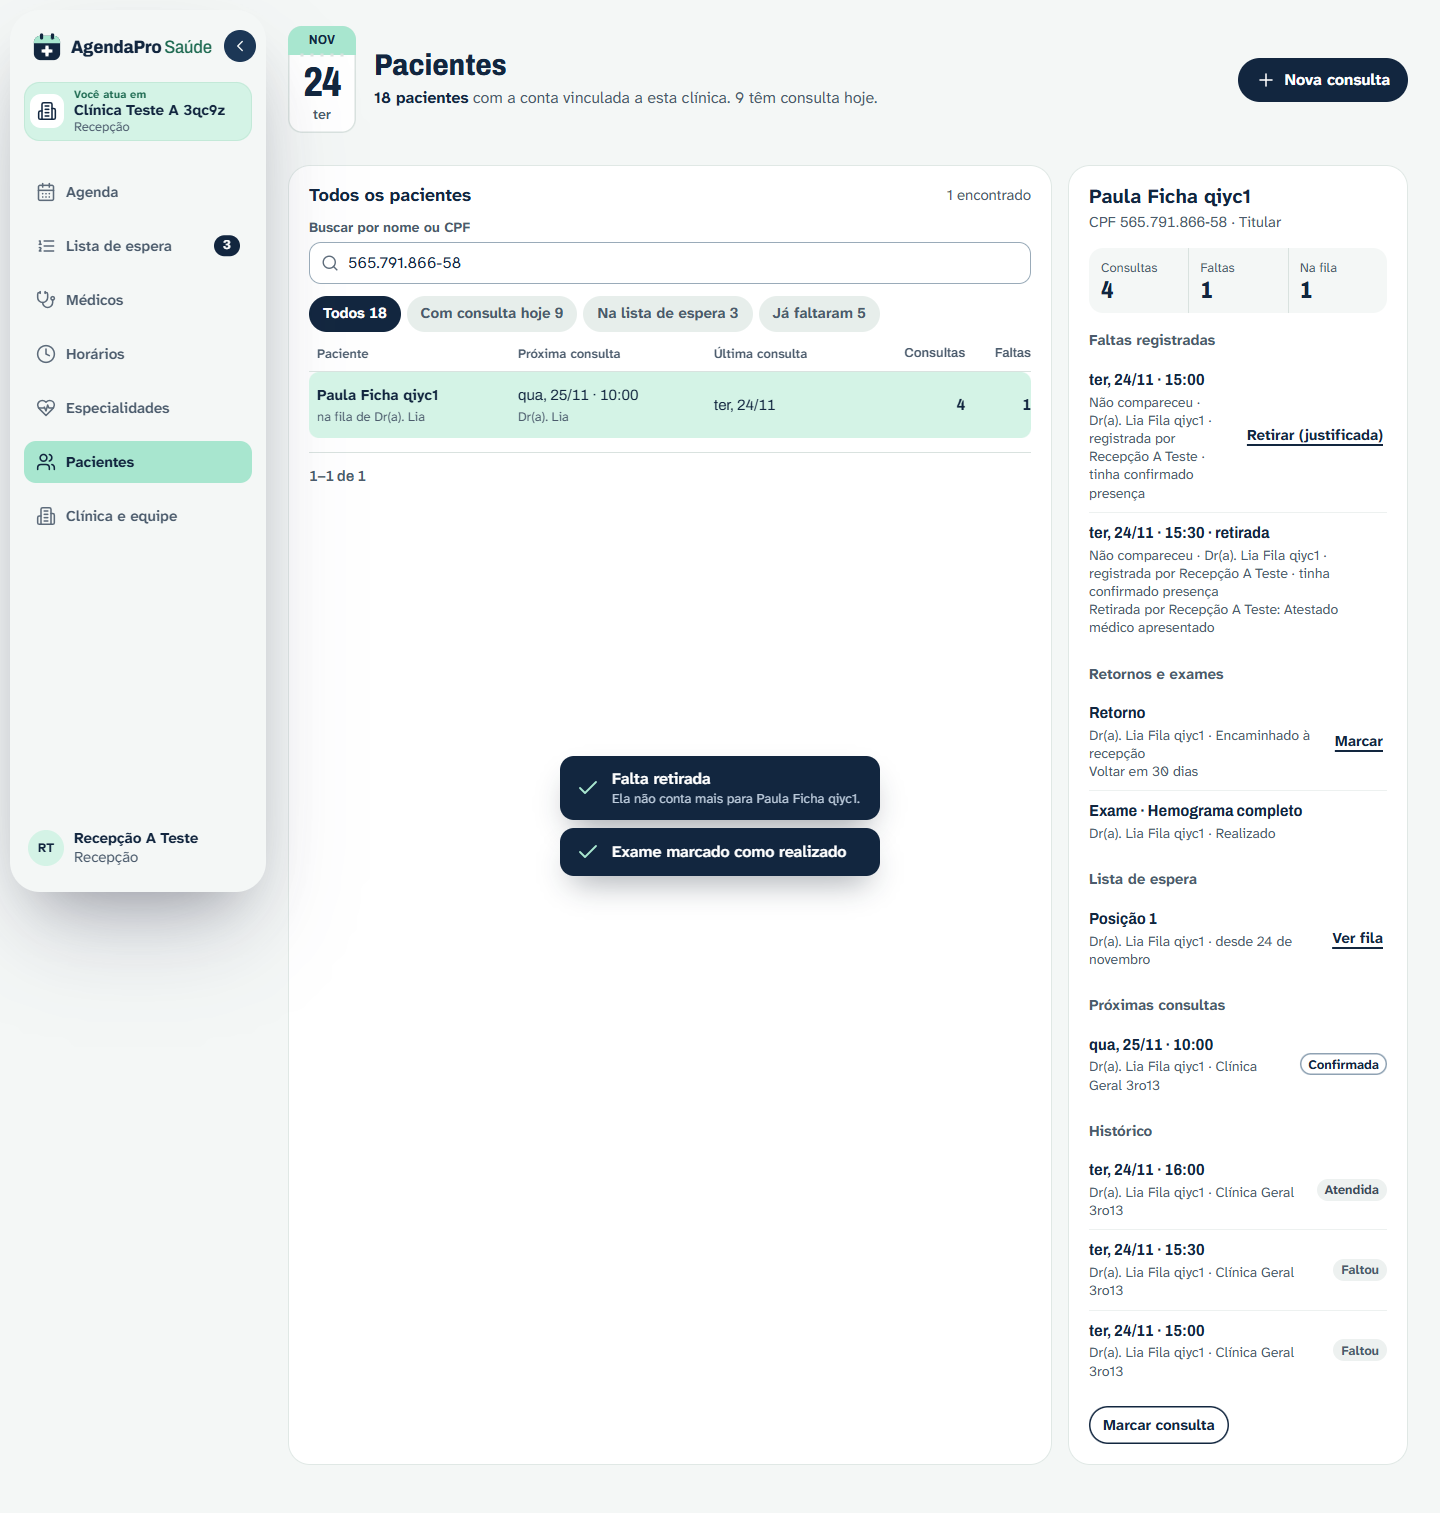 AgendaPro Saúde
Você atua em
Clínica Teste A 3qc9z
Recepção
Agenda
Lista de espera 3
Médicos
Horários
Especialidades
Pacientes
Clínica e equipe
RT
Recepção A Teste
Recepção
NOV
24
ter
Pacientes
18 pacientes com a conta vinculada a esta clínica. 9 têm consulta hoje.
Nova consulta
Todos os pacientes
1 encontrado
Buscar por nome ou CPF
565.791.866-58
Todos 18
Com consulta hoje 9
Na lista de espera 3
Já faltaram 5
Paciente Próxima consulta Última consulta Consultas Faltas
Paula Ficha qiyc1 qua, 25/11 · 10:00 ter, 24/11 4 1
na fila de Dr(a). Lia Dr(a). Lia
1–1 de 1
Falta retirada
Ela não conta mais para Paula Ficha qiyc1.
Exame marcado como realizado
Paula Ficha qiyc1
CPF 565.791.866-58 · Titular
Consultas Faltas Na fila
4 1 1
Faltas registradas
ter, 24/11 · 15:00
Não compareceu ·
Dr(a). Lia Fila qiyc1 ·
registrada por
Recepção A Teste ·
tinha confirmado
presença
Retirar (justificada)
ter, 24/11 · 15:30 · retirada
Não compareceu · Dr(a). Lia Fila qiyc1 ·
registrada por Recepção A Teste · tinha
confirmado presença
Retirada por Recepção A Teste: Atestado
médico apresentado
Retornos e exames
Retorno
Dr(a). Lia Fila qiyc1 · Encaminhado à
recepção
Voltar em 30 dias
Marcar
Exame · Hemograma completo
Dr(a). Lia Fila qiyc1 · Realizado
Lista de espera
Posição 1
Dr(a). Lia Fila qiyc1 · desde 24 de
novembro
Ver fila
Próximas consultas
qua, 25/11 · 10:00
Dr(a). Lia Fila qiyc1 · Clínica
Geral 3ro13
Confirmada
Histórico
ter, 24/11 · 16:00
Dr(a). Lia Fila qiyc1 · Clínica Geral
3ro13
Atendida
ter, 24/11 · 15:30
Dr(a). Lia Fila qiyc1 · Clínica Geral
3ro13
Faltou
ter, 24/11 · 15:00
Dr(a). Lia Fila qiyc1 · Clínica Geral
3ro13
Faltou
Marcar consulta